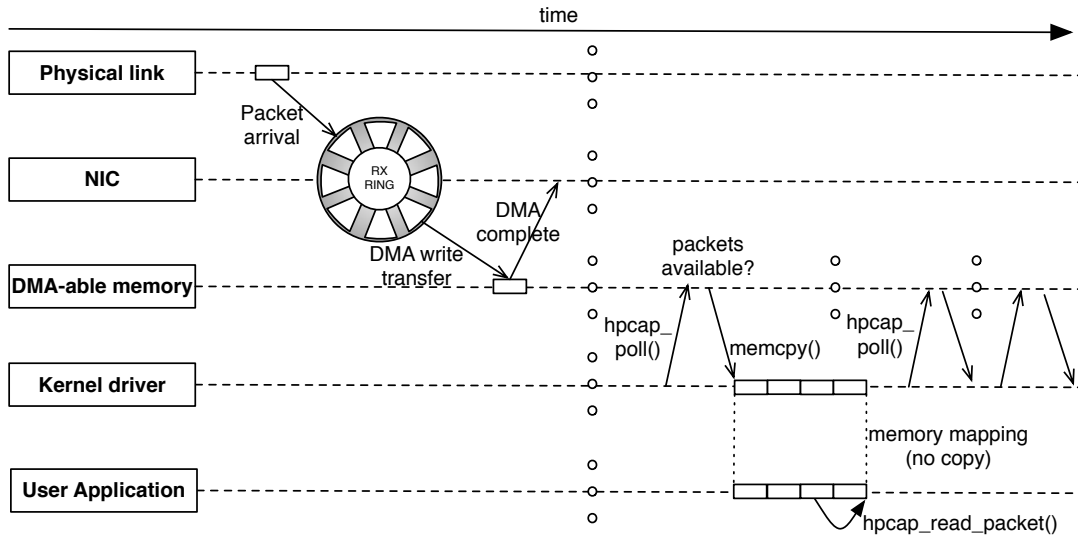 time
Physical link
Packet
arrival
NIC
RX
RING
DMA
complete
DMA write
transfer
packets
available?
DMA-able memory
hpcap_
poll()
memcpy()
hpcap_
poll()
Kernel driver
memory mapping
(no copy)
User Application
hpcap_read_packet()